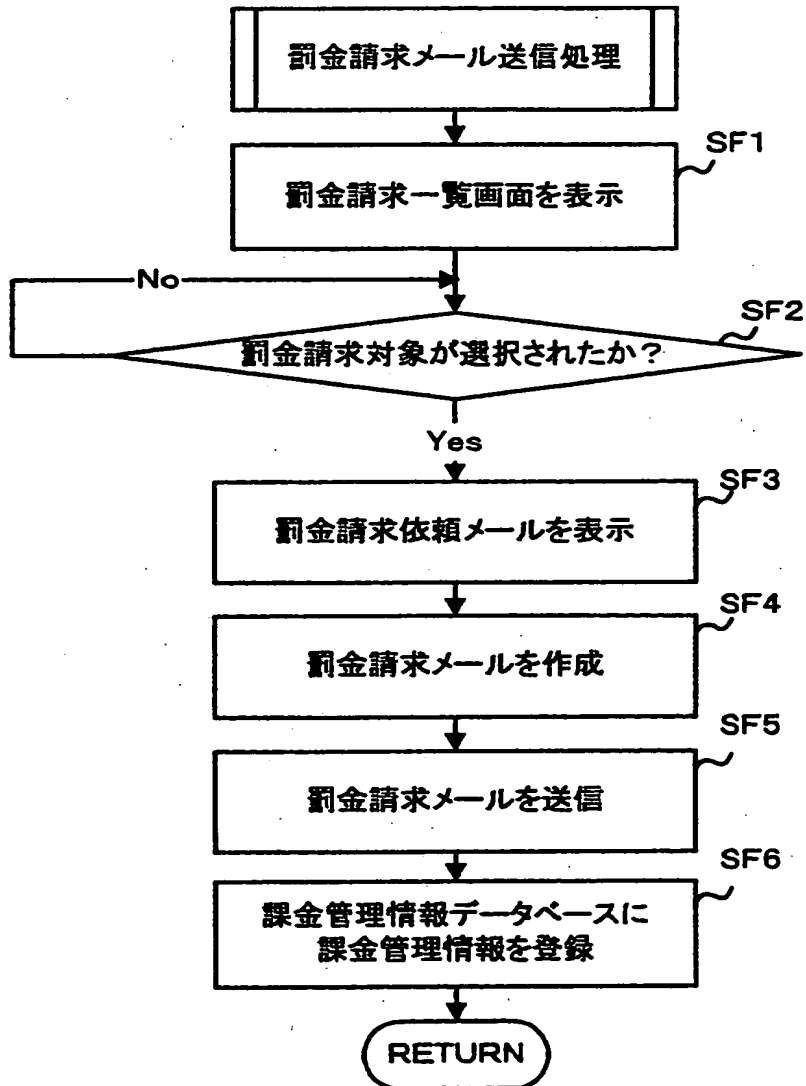 罰金請求メール送信処理
SF1
罰金請求一覧画面を表示
No
SF2
罰金請求対象が選択されたか？
Yes
SF3
罰金請求依頼メールを表示
SF4
罰金請求メールを作成
SF5
罰金請求メールを送信
SF6
課金管理情報データベースに
課金管理情報を登録
RETURN